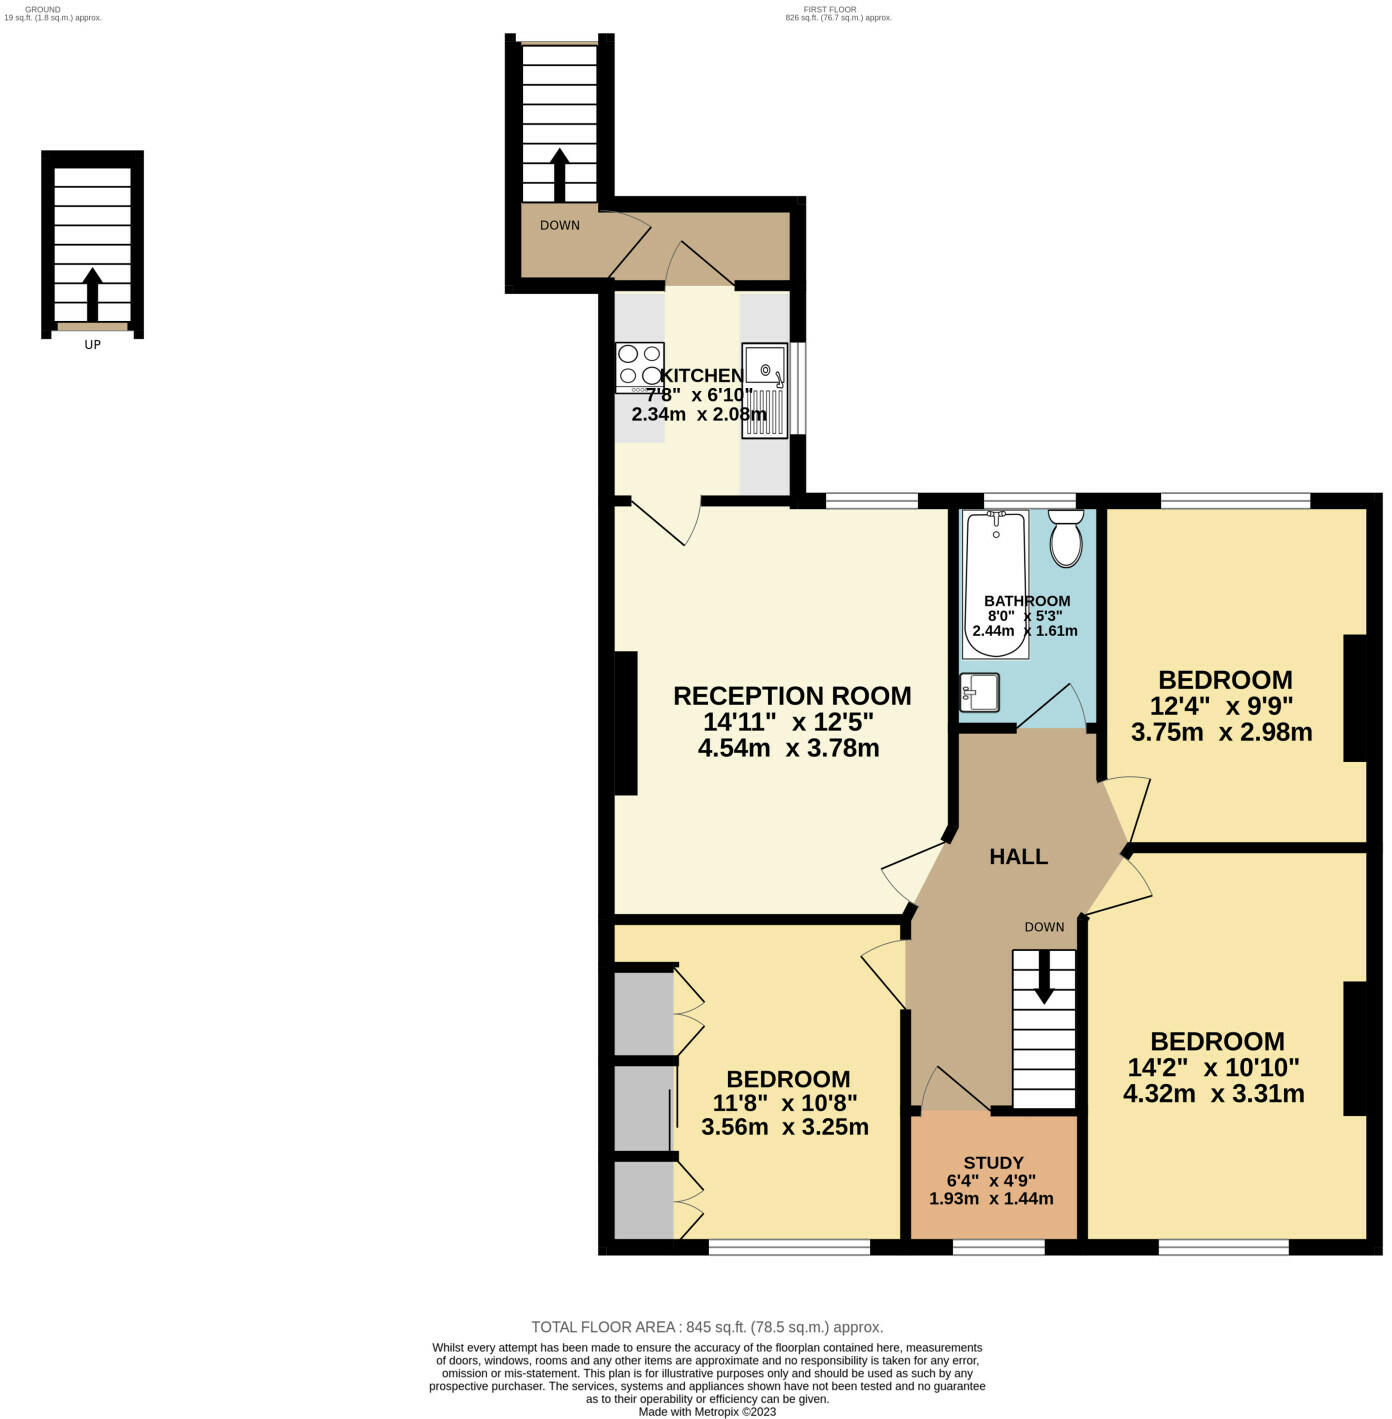 GROUND
19 sq.ft. (1.8 sq.m.) approx.
FIRST FLOOR
826 sq.ft. (76.7 sq.m.) approx.
DOWN
UP
KITCHEN
7'8" x 6'10"
2.34m x 2.08m
BATHROOM
8'0" x 5'3"
2.44m x 1.61m
RECEPTION ROOM
14'11" x 12'5"
4.54m x 3.78m
BEDROOM
12'4" x 9'9"
3.75m x 2.98m
HALL
DOWN
BEDROOM
14'2" x 10'10"
4.32m x 3.31m
BEDROOM
11'8" x 10'8"
3.56m x 3.25m
STUDY
6'4" x 4'9"
1.93m x 1.44m
TOTAL FLOOR AREA : 845 sq.ft. (78.5 sq.m.) approx.
Whilst every attempt has been made to ensure the accuracy of the floorplan contained here, measurements
of doors, windows, rooms and any other items are approximate and no responsibility is taken for any error,
omission or mis-statement. This plan is for illustrative purposes only and should be used as such by any
prospective purchaser. The services, systems and appliances shown have not been tested and no guarantee
as to their operability or efficiency can be given.
Made with Metropix ©2023